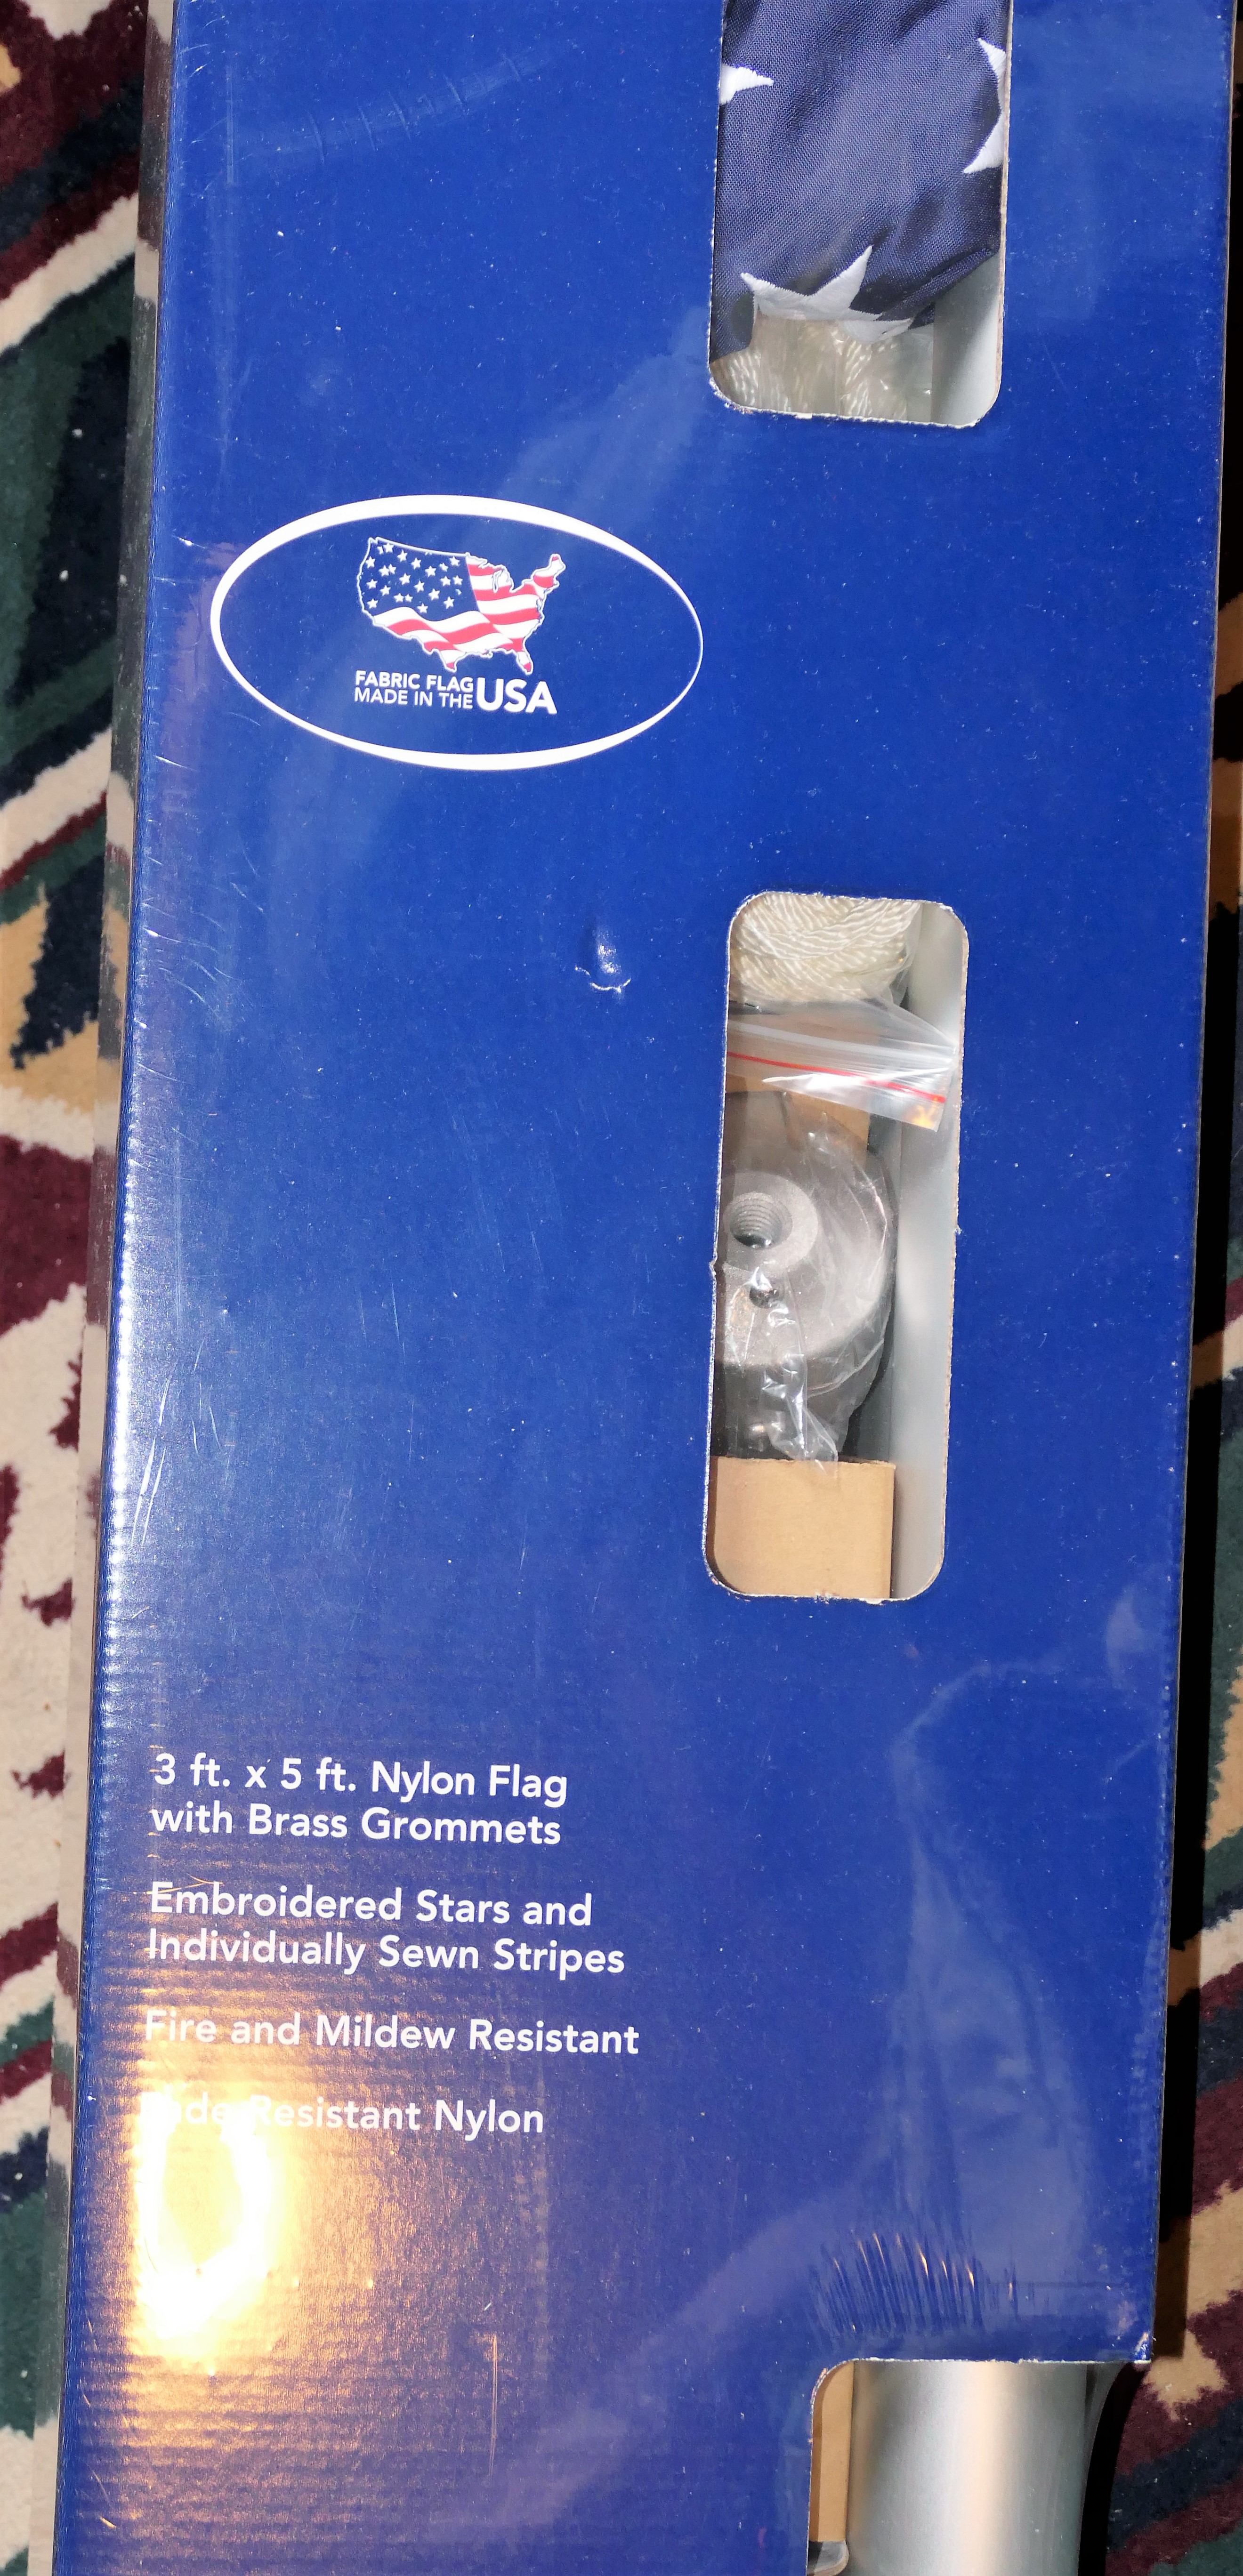 FABRIC FLAG
MADE IN THE USA
3 ft. x 5 ft. Nylon Flag
with Brass Grommets
Embroidered Stars and
Individually Sewn Stripes
Fire and Mildew Resistant
Fade Resistant Nylon